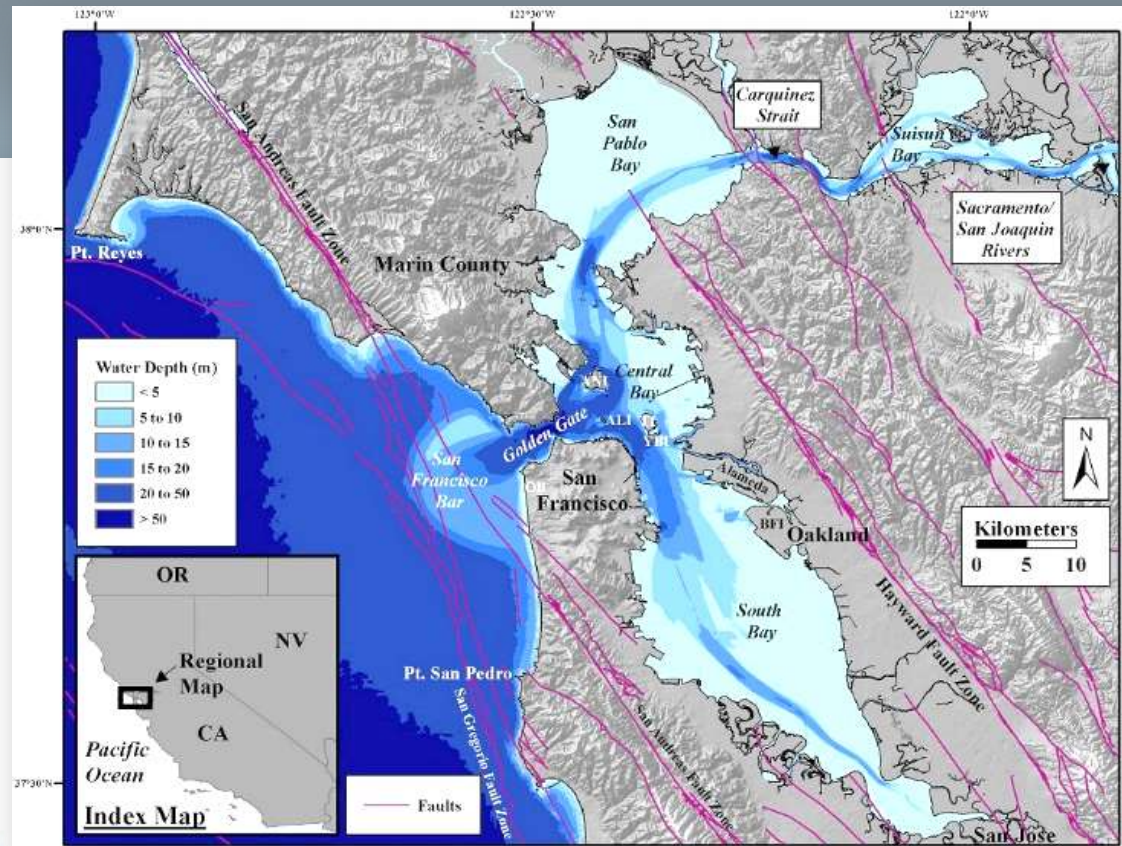 123°0'W
122°30'W
122°0'W
38°0'N
37°30'N
San Andreas Fault Zone
San
Pablo
Bay
Carquinez
Strait
Suisun
Bay
Sacramento/
San Joaquin
Rivers
Pt. Reyes
Marin County
Water Depth (m)
< 5
5 to 10
10 to 15
15 to 20
20 to 50
> 50
Central
Bay
ALI
YBI
Golden Gate
San
Francisco
Bar
San
Francisco
Alameda
BFI
Oakland
N
Kilometers
0 5 10
South
Bay
Hayward Fault Zone
Pt. San Pedro
San Gregorio Fault Zone
San Andreas Fault Zone
San Jose
OR
NV
Regional
Map
CA
Pacific
Ocean
Index Map
Faults